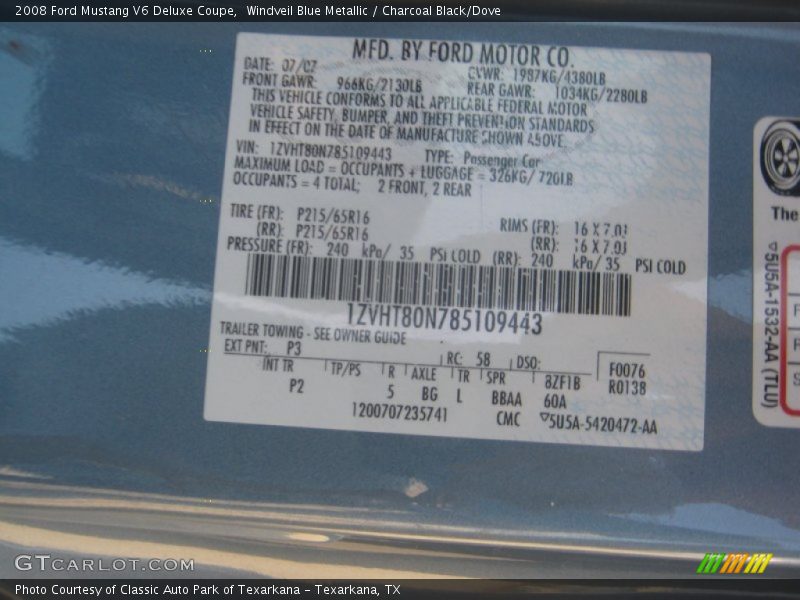 2008 Ford Mustang V6 Deluxe Coupe, Windveil Blue Metallic / Charcoal Black/Dove
MFD. BY FORD MOTOR CO.
DATE: 07/07 GVWR: 1987KG/4380LB
FRONT GAWR: 966KG/2130LB REAR GAWR: 1034KG/2280LB
THIS VEHICLE CONFORMS TO ALL APPLICABLE FEDERAL MOTOR
VEHICLE SAFETY, BUMPER, AND THEFT PREVENTION STANDARDS
IN EFFECT ON THE DATE OF MANUFACTURE SHOWN ABOVE.
VIN: 1ZVHT80N785109443 TYPE: Passenger Car
MAXIMUM LOAD = OCCUPANTS + LUGGAGE = 326KG/ 720LB
OCCUPANTS = 4 TOTAL; 2 FRONT, 2 REAR
TIRE (FR): P215/65R16 RIMS (FR): 16 X 7.0J
(RR): P215/65R16 (RR): 16 X 7.0J
PRESSURE (FR): 240 kPa/ 35 PSI COLD (RR): 240 kPa/ 35 PSI COLD
1ZVHT80N785109443
TRAILER TOWING - SEE OWNER GUIDE
EXT PNT: P3 RC: 58 DSO: F0076
INT TR TP/PS R AXLE TR SPR 8ZF1B R0138
P2 5 BG L BBAA 60A
1200707235741 CMC ▽5U5A-5420472-AA
The
▽5U5A-1532-AA (TLU)
GTCARLOT.COM
Photo Courtesy of Classic Auto Park of Texarkana - Texarkana, TX